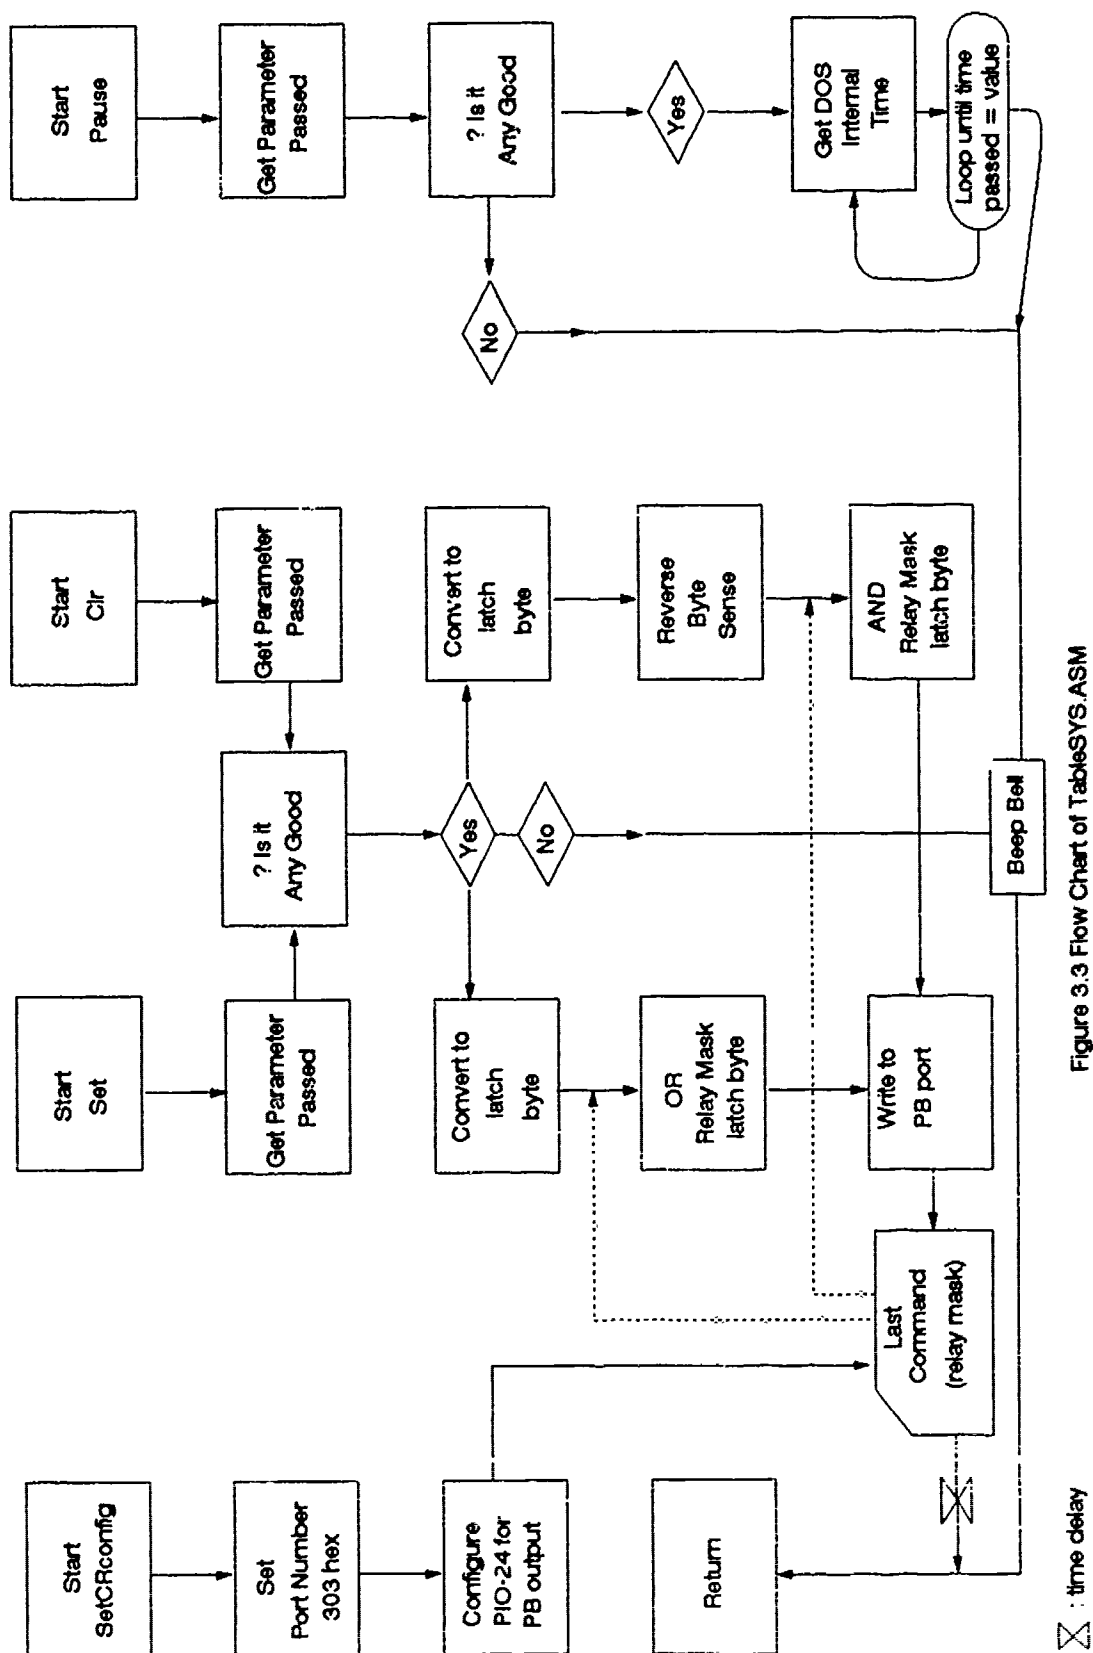 Start
SetCRconfig
Set
Port Number
303 hex
Configure
PIO-24 for
PB output
Return
Start
Set
Get Parameter
Passed
Convert to
latch
byte
OR
Relay Mask
latch byte
Write to
PB port
Last
Command
(relay mask)
? Is it
Any Good
Yes
No
Start
Clr
Get Parameter
Passed
Convert to
latch
byte
Reverse
Byte
Sense
AND
Relay Mask
latch byte
Beep Bell
Start
Pause
Get Parameter
Passed
? Is it
Any Good
No
Yes
Get DOS
Internal
Time
Loop until time
passed = value
: time delay
Figure 3.3 Flow Chart of TableSYS.ASM